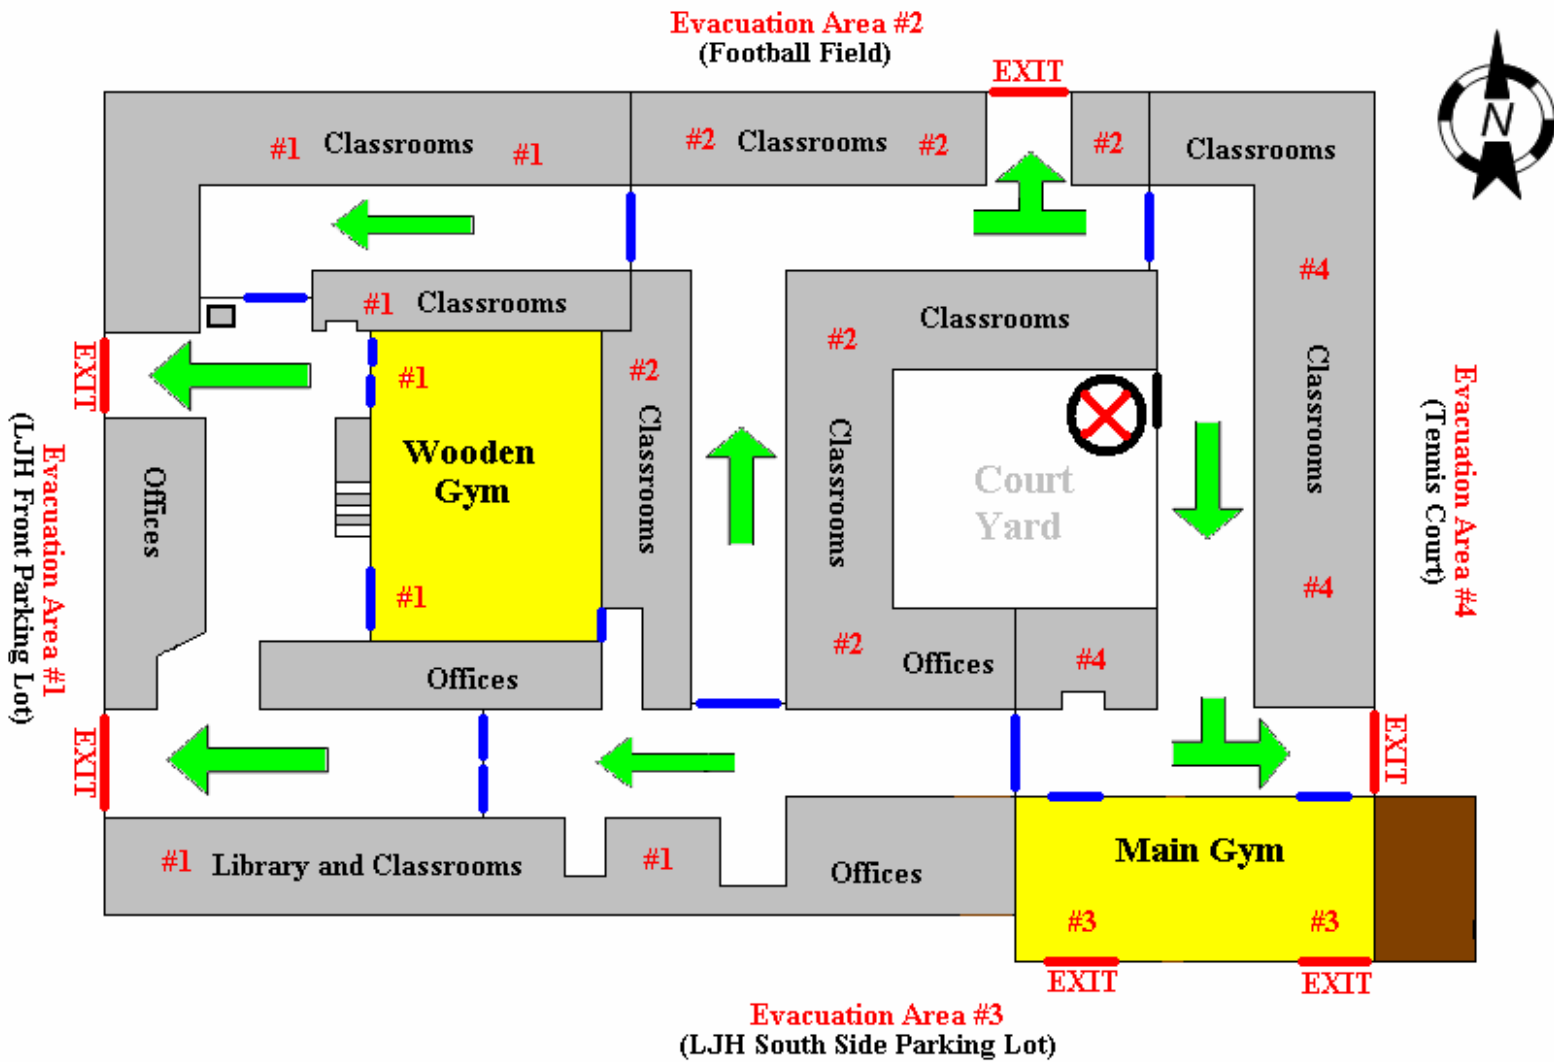 Evacuation Area #2
(Football Field)
EXIT
N
#1
Classrooms
#1
#2
Classrooms
#2
#2
Classrooms
#4
#1
Classrooms
Classrooms
#2
EXIT
#1
#2
Classrooms
Wooden
Gym
Classrooms
Classrooms
Court
Yard
Offices
#1
#4
#2
Offices
#4
Offices
Evacuation Area #1
(LJH Front Parking Lot)
Evacuation Area #4
(Tennis Court)
EXIT
EXIT
#1
Library and Classrooms
#1
Offices
Main Gym
#3
#3
EXIT
EXIT
Evacuation Area #3
(LJH South Side Parking Lot)